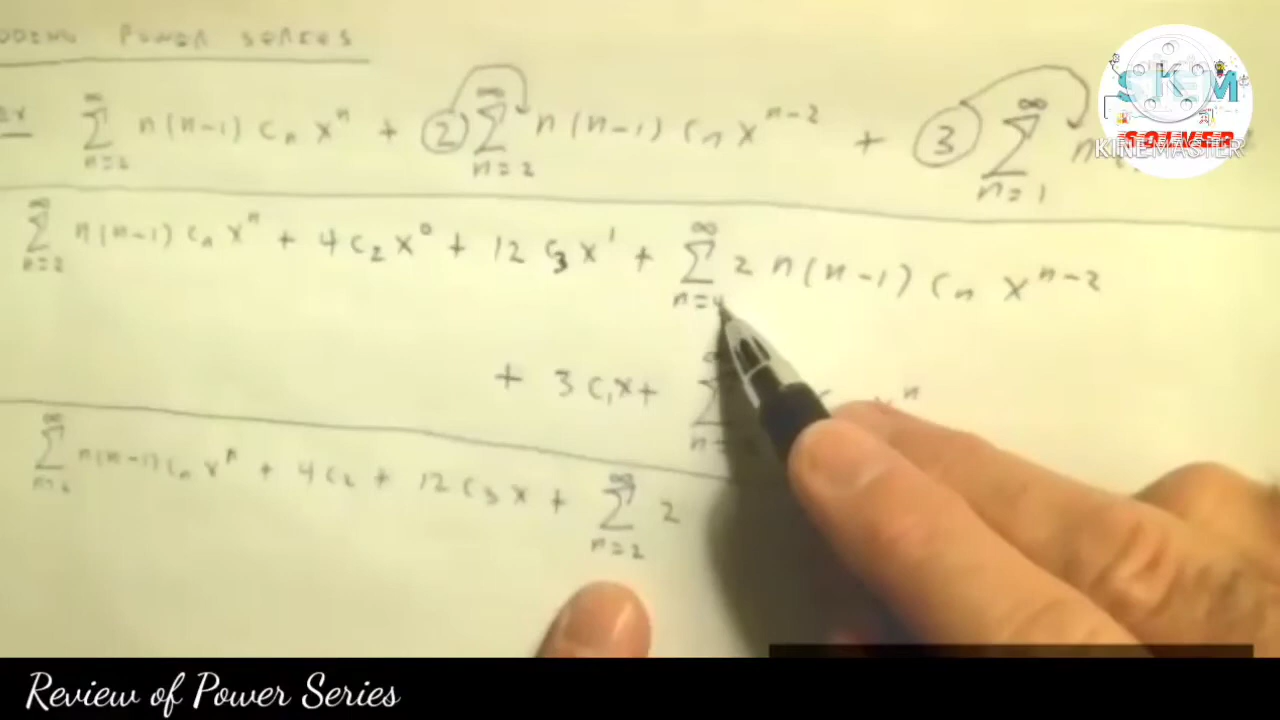 POWER SERIES
∞ ∑ n=2 n(n-1) cₙ xⁿ + 2 ∞ ∑ n=2 n(n-1) cₙ xⁿ⁻² + 3 ∞ ∑ n=1 n
STEM
SOLVER
KINEMASTER
∞ ∑ n=2 n(n-1) cₙ xⁿ + 4c₂x⁰ + 12c₃x¹ + ∞ ∑ n=4 2n(n-1) cₙ xⁿ⁻²
+ 3c₁x + ∑ n= ⁿ
∞ ∑ n(n-1)cₙ xⁿ + 4c₂ + 12c₃x + ∞ ∑ n=2 2
Review of Power Series